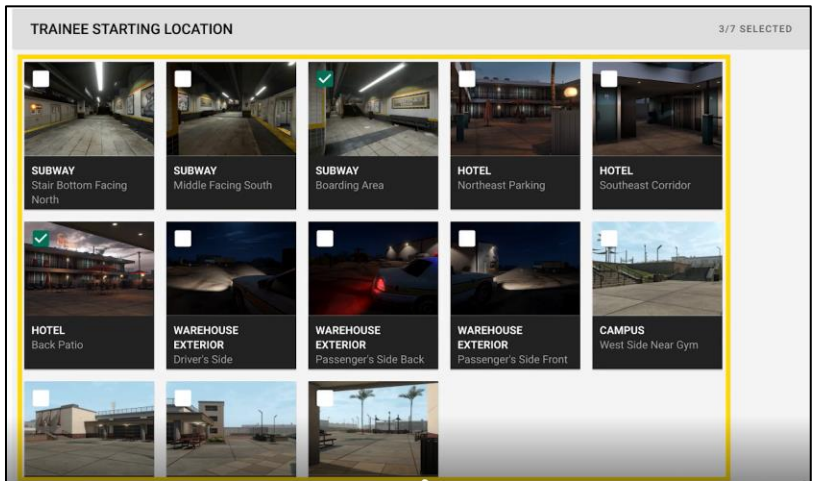 TRAINEE STARTING LOCATION
3/7 SELECTED
SUBWAY
Stair Bottom Facing
North
SUBWAY
Middle Facing South
SUBWAY
Boarding Area
HOTEL
Northeast Parking
HOTEL
Southeast Corridor
HOTEL
Back Patio
WAREHOUSE
EXTERIOR
Driver's Side
WAREHOUSE
EXTERIOR
Passenger's Side Back
WAREHOUSE
EXTERIOR
Passenger's Side Front
CAMPUS
West Side Near Gym